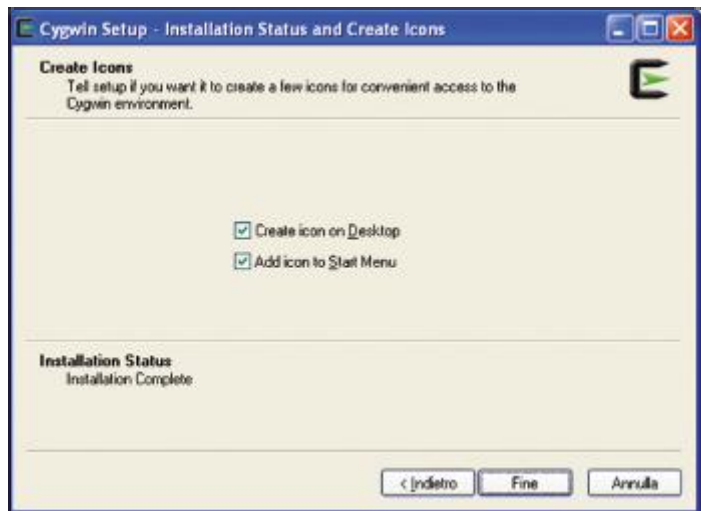 Cygwin Setup - Installation Status and Create Icons
Create Icons
Tell setup if you want it to create a few icons for convenient access to the
Cygwin environment.
Create icon on Desktop
Add icon to Start Menu
Installation Status
Installation Complete
< Indietro
Fine
Annulla